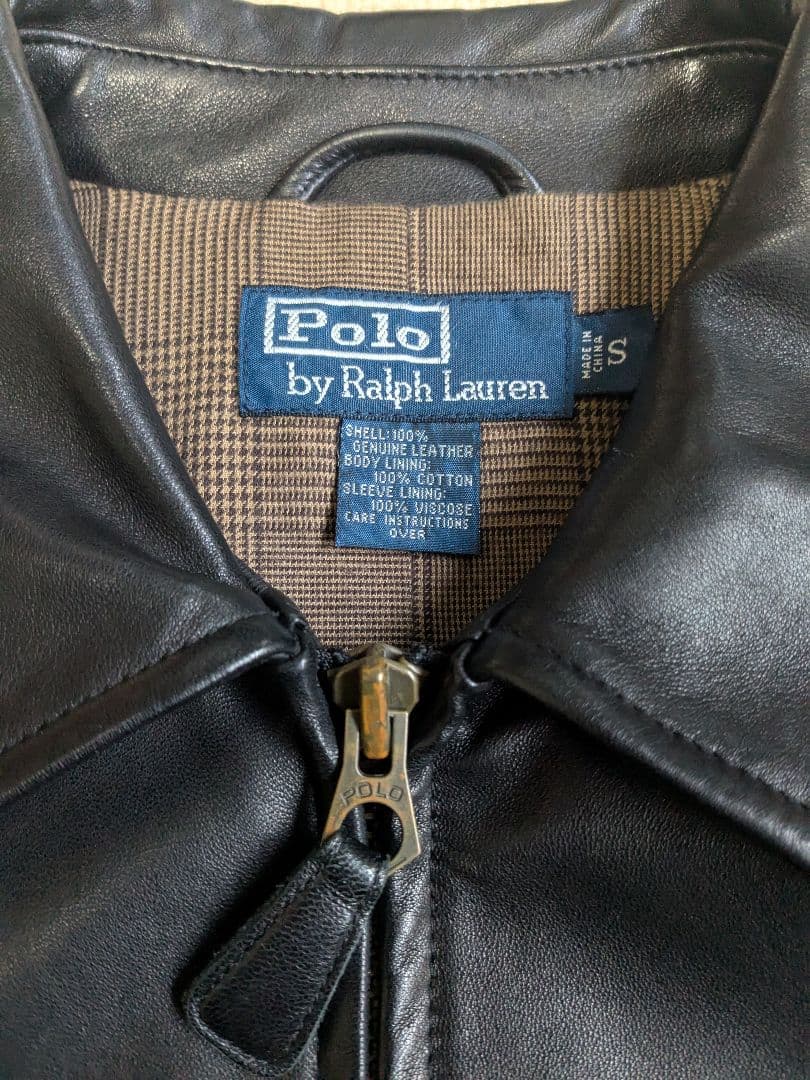 Polo
by Ralph Lauren
MADE IN
CHINA
S
SHELL:100%
GENUINE LEATHER
BODY LINING:
100% COTTON
SLEEVE LINING:
100% VISCOSE
CARE INSTRUCTIONS
OVER
POLO